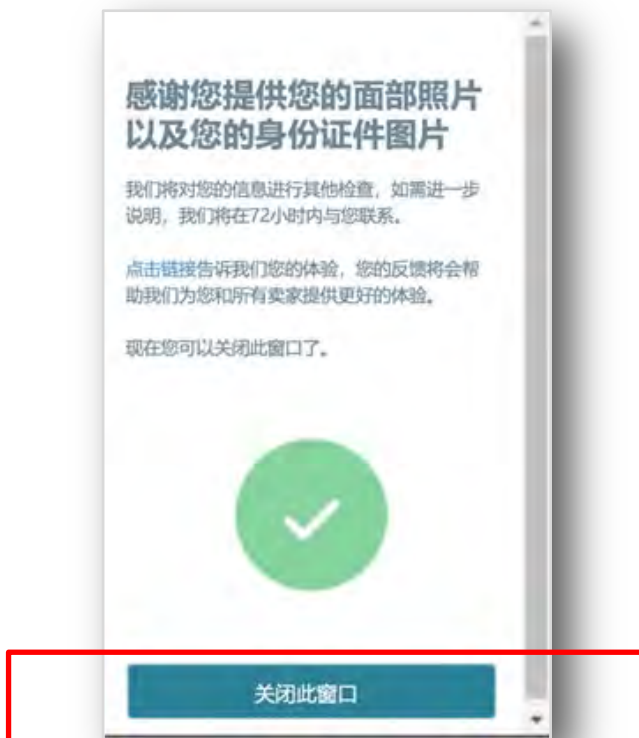 感谢您提供您的面部照片
以及您的身份证件图片
我们将对您的信息进行其他检查，如需进一步
说明，我们将在72小时内与您联系。
点击链接告诉我们您的体验，您的反馈将会帮
助我们为您和所有卖家提供更好的体验。
现在您可以关闭此窗口了。
关闭此窗口